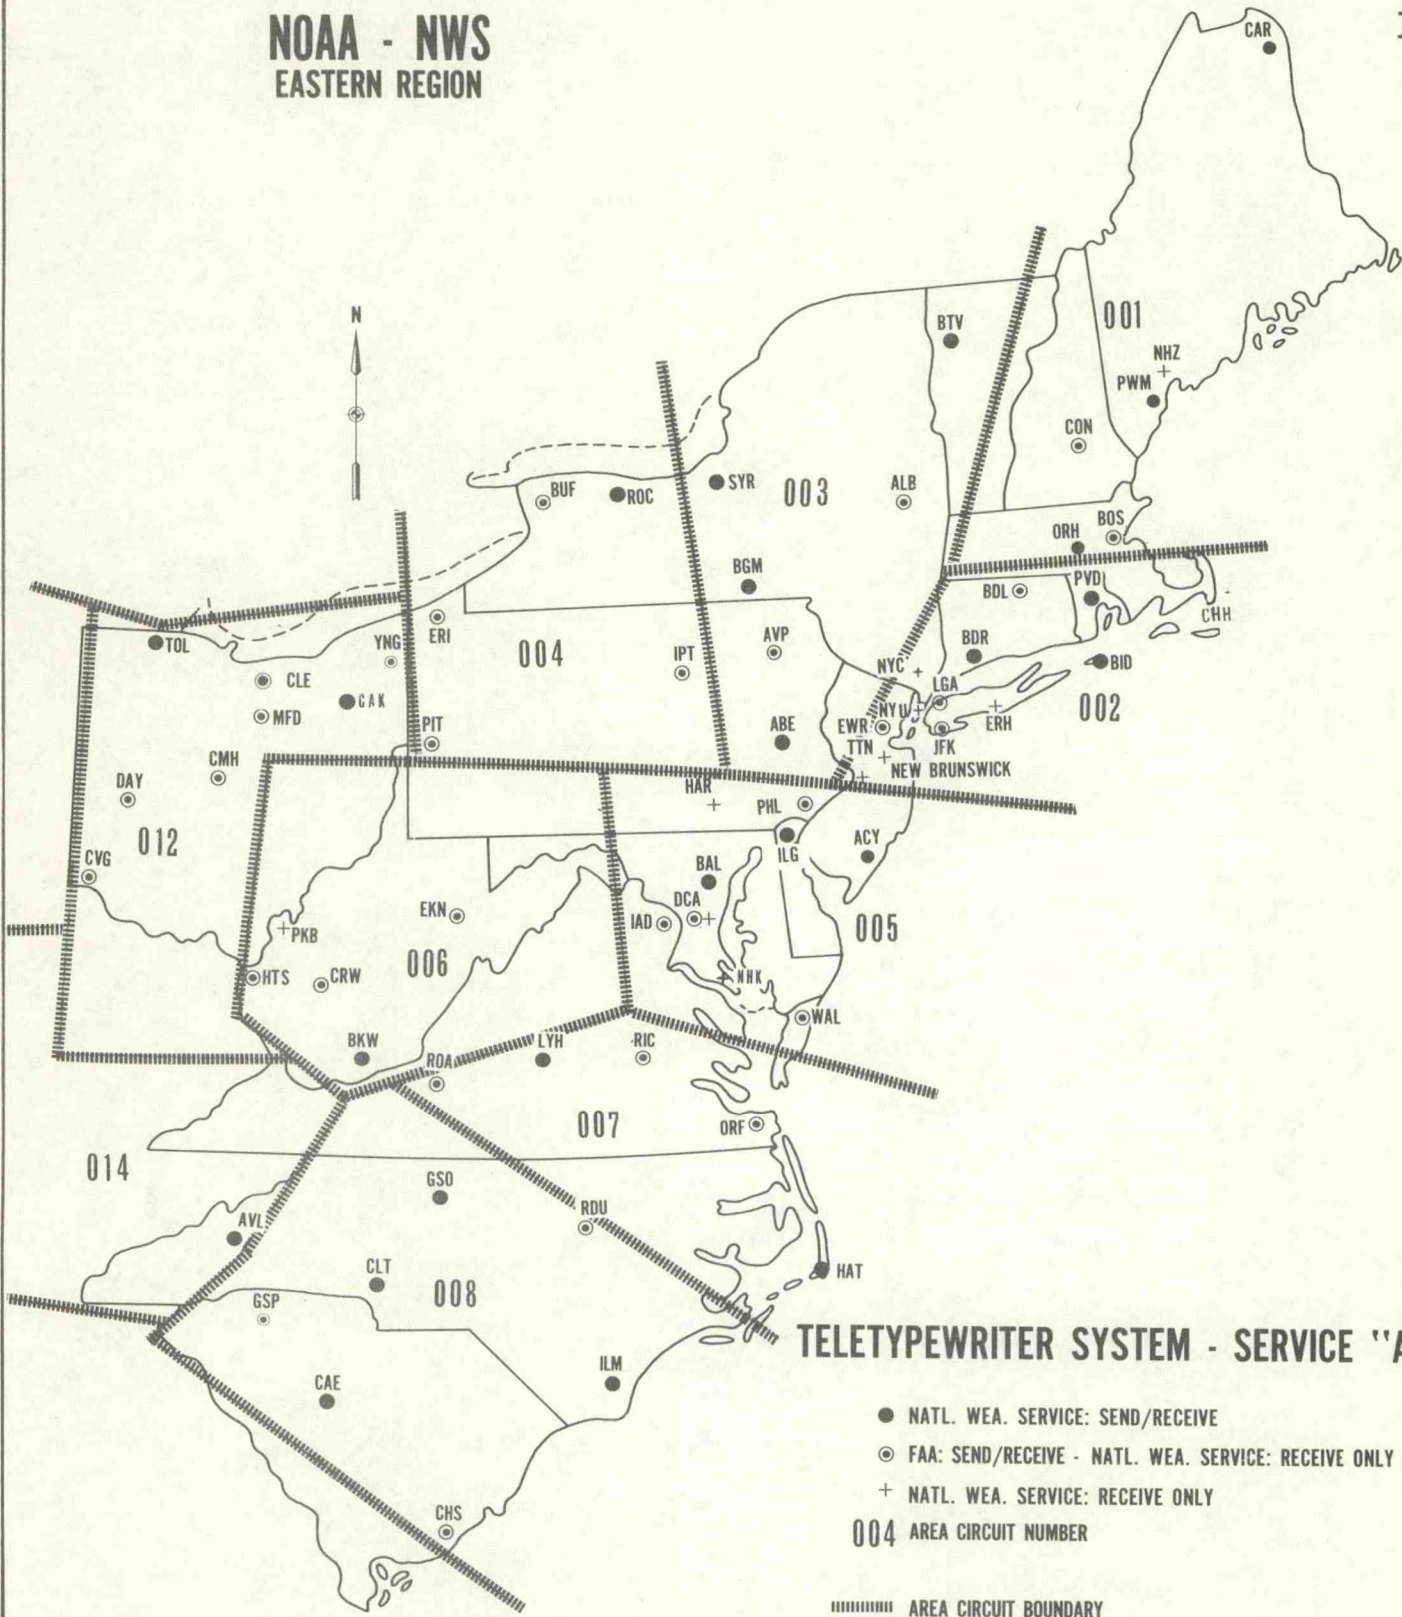 NOAA - NWS
EASTERN REGION
CAR
N
001
BTV
NHZ
PWM
CON
BUF
ROC
SYR
003
ALB
ORH
BOS
BGM
PVD
BDL
CHH
TOL
YNG
ERI
004
IPT
AVP
BDR
NYC
BID
CLE
LGA
CAK
MFD
NYU
ERH
002
PIT
ABE
EWR
JFK
TTN
CMH
NEW BRUNSWICK
DAY
HAR
PHL
012
ACY
ILG
CVG
BAL
EKN
DCA
IAD
005
PKB
006
HTS
CRW
NHK
WAL
BKW
ROA
LYH
RIC
007
ORF
014
GSO
RDU
AVL
CLT
HAT
008
GSP
TELETYPEWRITER SYSTEM - SERVICE "A
ILM
CAE
NATL. WEA. SERVICE: SEND/RECEIVE
FAA: SEND/RECEIVE - NATL. WEA. SERVICE: RECEIVE ONLY
+ NATL. WEA. SERVICE: RECEIVE ONLY
CHS
004 AREA CIRCUIT NUMBER
AREA CIRCUIT BOUNDARY